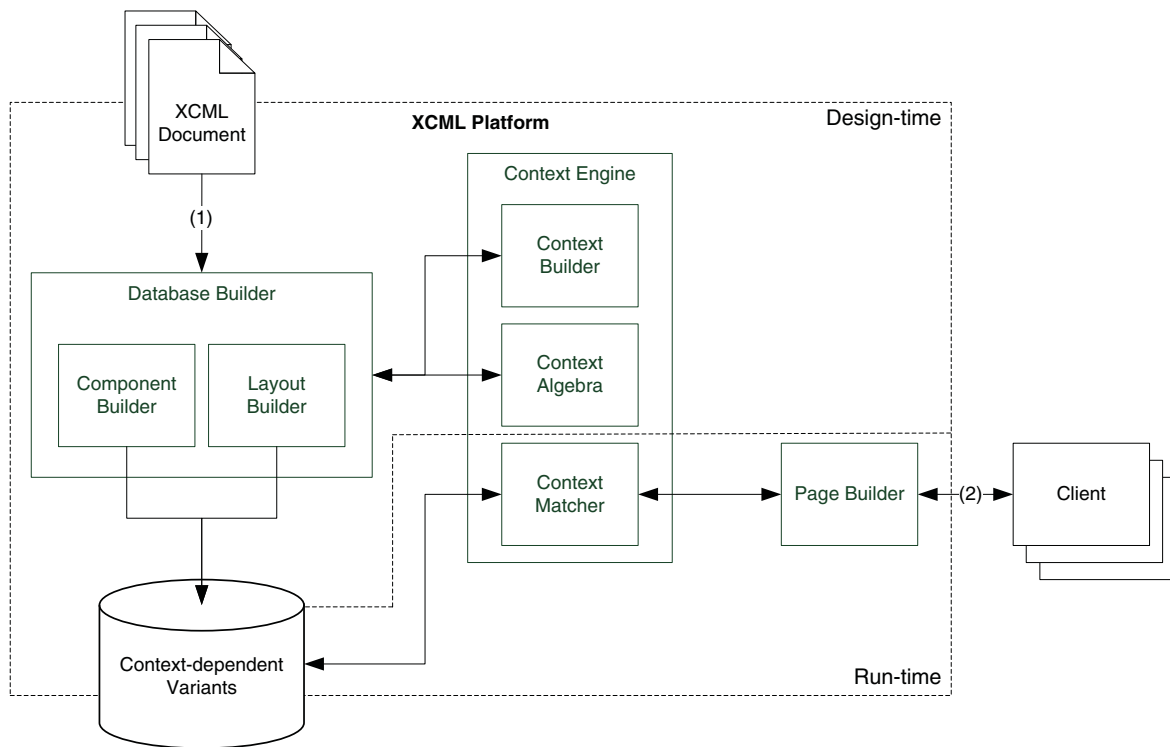 XCML
Document
XCML Platform
Design-time
(1)
Context Engine
Context
Builder
Database Builder
Component
Builder
Layout
Builder
Context
Algebra
Context
Matcher
Page Builder
(2)
Client
Context-dependent
Variants
Run-time